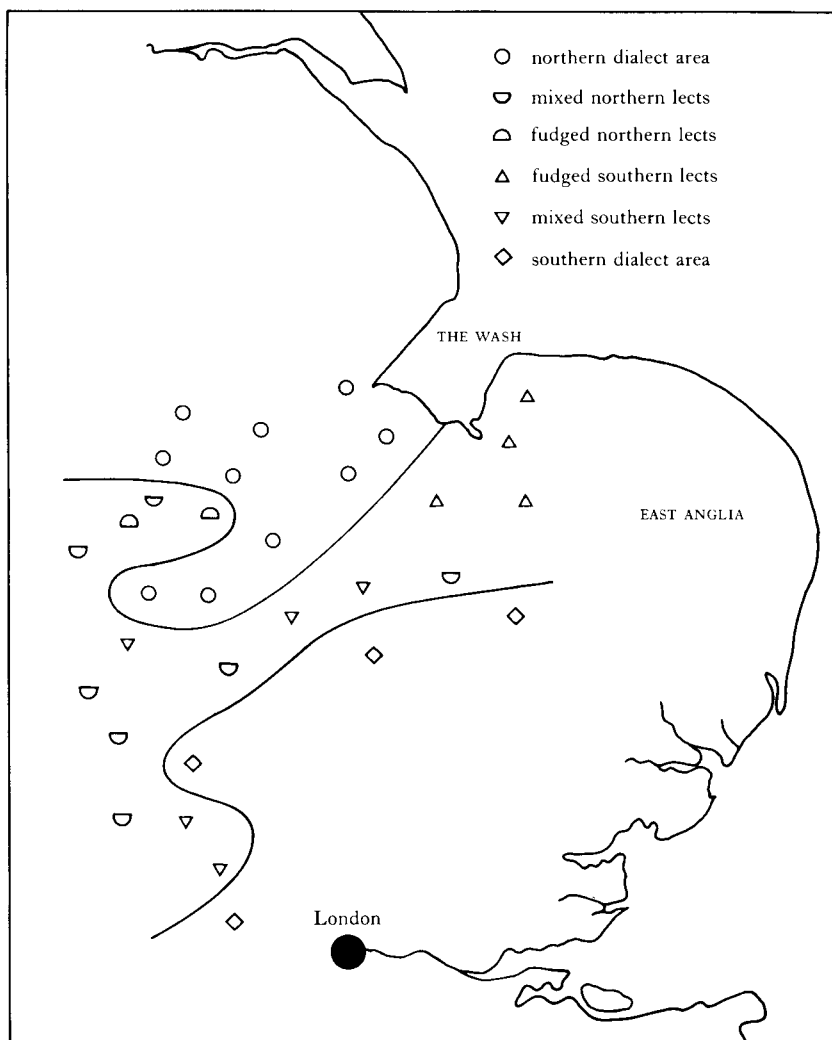 northern dialect area
mixed northern lects
fudged northern lects
fudged southern lects
mixed southern lects
southern dialect area
THE WASH
EAST ANGLIA
London